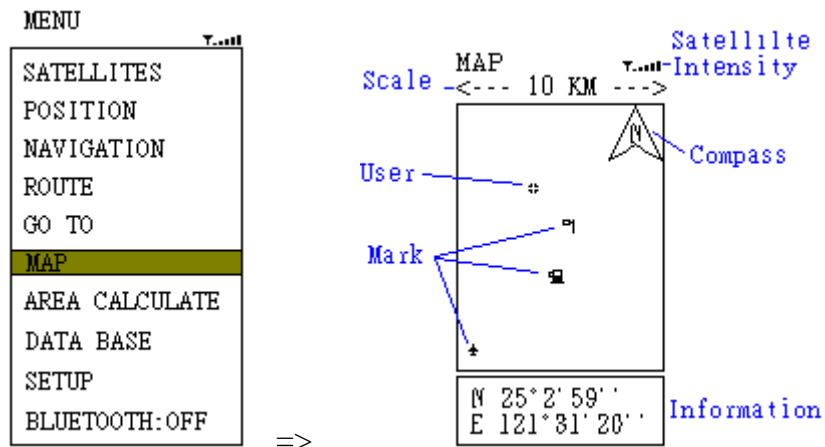 MENU
SATELLITES
POSITION
NAVIGATION
ROUTE
GO TO
MAP
AREA CALCULATE
DATA BASE
SETUP
BLUETOOTH:OFF
=>
MAP
Satellilte
Intensity
Scale
<--- 10 KM --->
N
Compass
User
Mark
N 25°2'59''
E 121°31'20''
Information